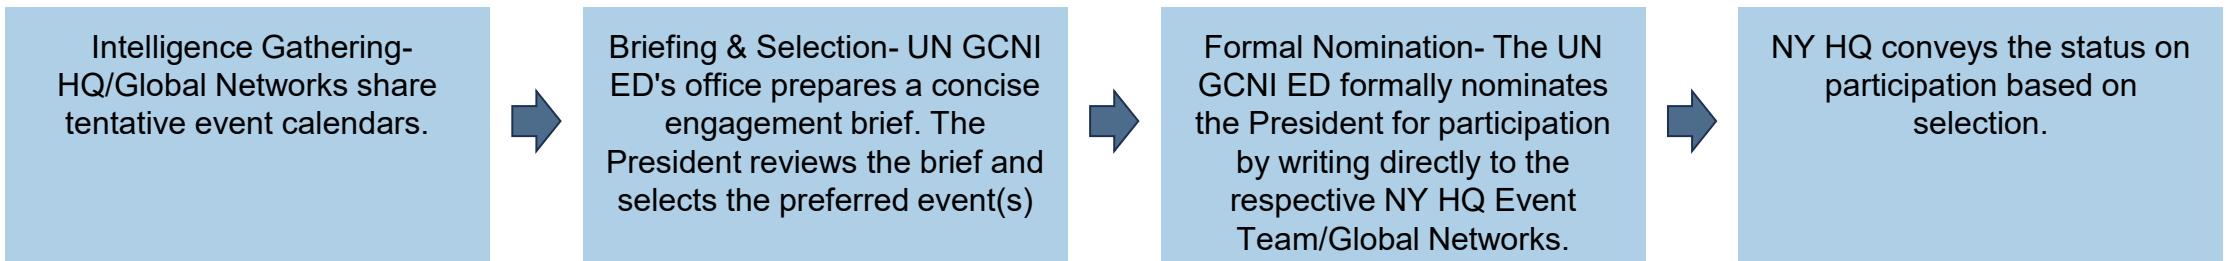 Intelligence Gathering-
HQ/Global Networks share
tentative event calendars.
Briefing & Selection- UN GCNI
ED's office prepares a concise
engagement brief. The
President reviews the brief and
selects the preferred event(s)
Formal Nomination- The UN
GCNI ED formally nominates
the President for participation
by writing directly to the
respective NY HQ Event
Team/Global Networks.
NY HQ conveys the status on
participation based on
selection.